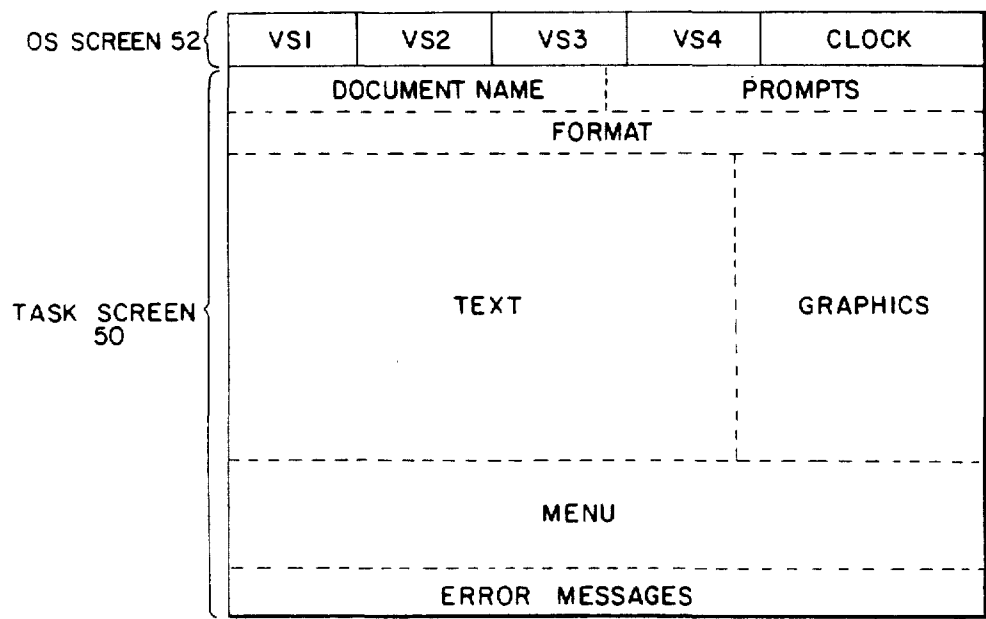 OS SCREEN 52
VS1 VS2 VS3 VS4 CLOCK
DOCUMENT NAME PROMPTS
FORMAT
TEXT GRAPHICS
TASK SCREEN
50
MENU
ERROR MESSAGES